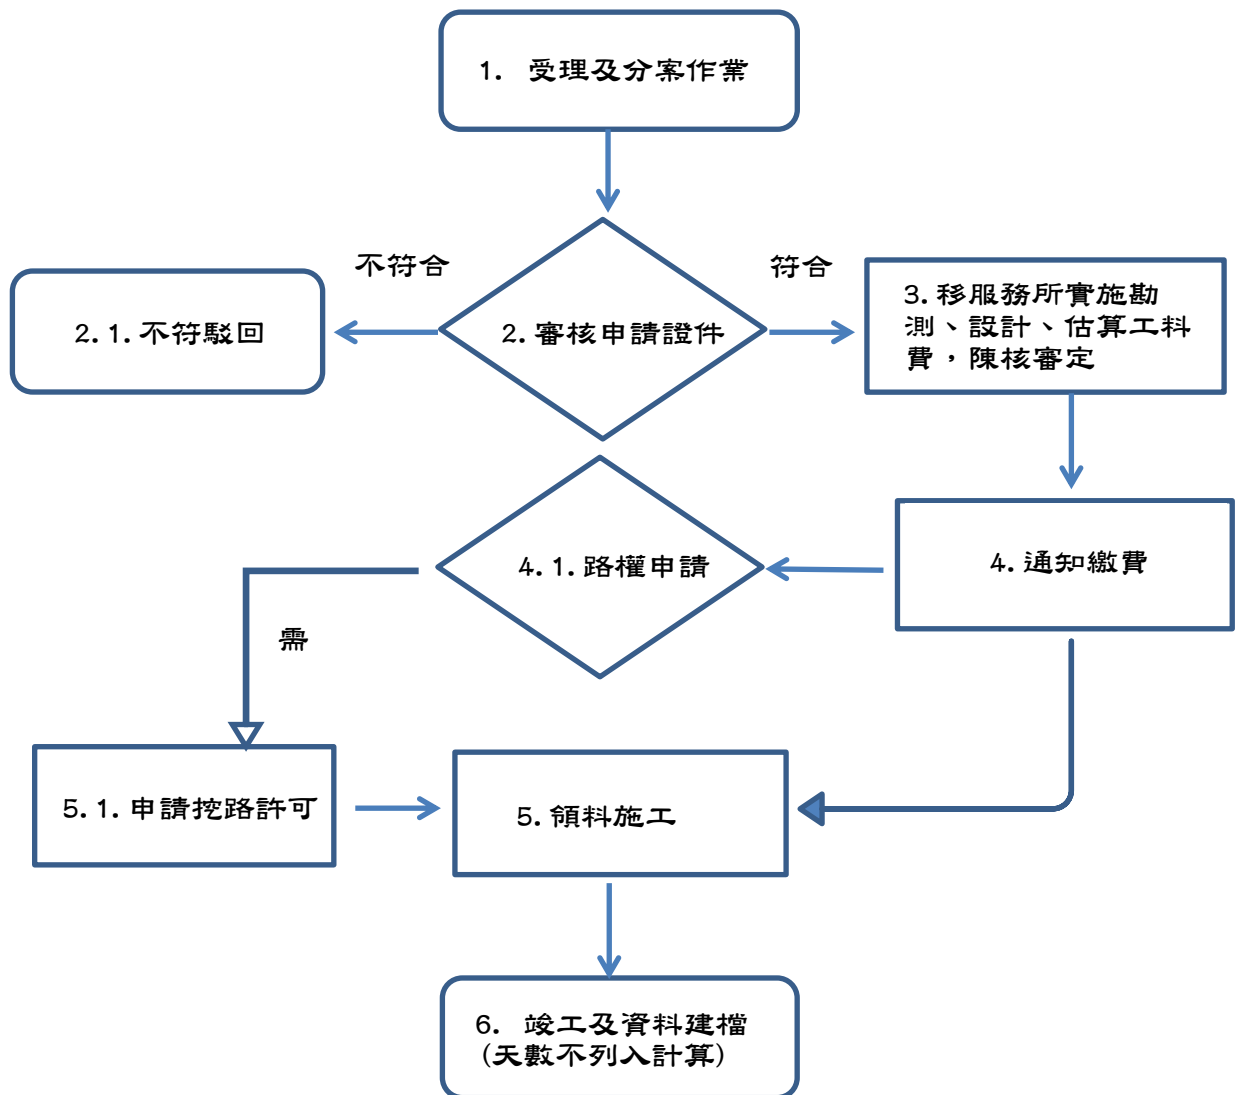 1. 受理及分案作業
不符合
符合
2.1.不符駁回
2.審核申請證件
3.移服務所實施勘
測、設計、估算工料
費，陳核審定
4.1.路權申請
4.通知繳費
需
5.1.申請挖路許可
5.領料施工
6. 竣工及資料建檔
(天數不列入計算)